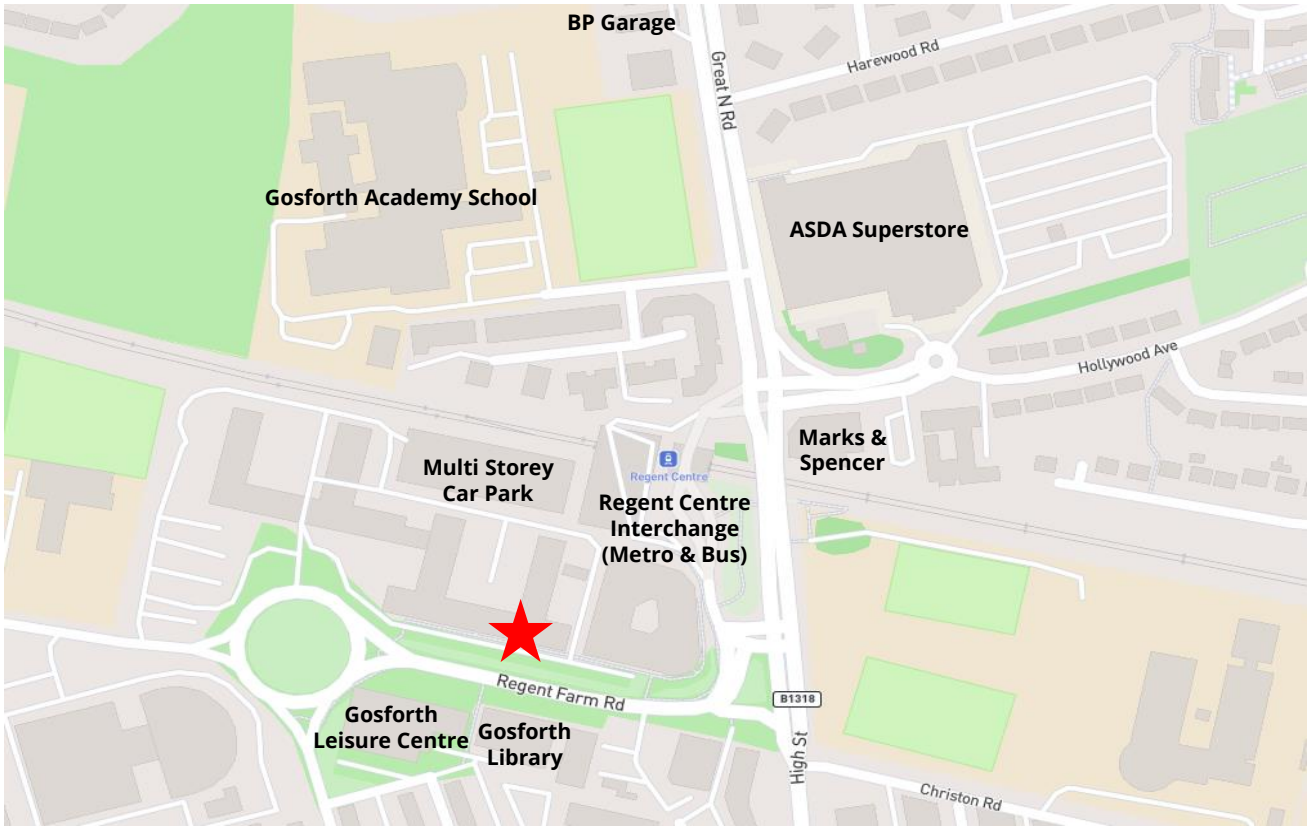 BP Garage
Great N Rd
Harewood Rd
Gosforth Academy School
ASDA Superstore
Hollywood Ave
Marks &
Spencer
Multi Storey
Car Park
Regent Centre
Regent Centre
Interchange
(Metro & Bus)
Regent Farm Rd
B1318
Gosforth
Leisure Centre
Gosforth
Library
High St
Christon Rd